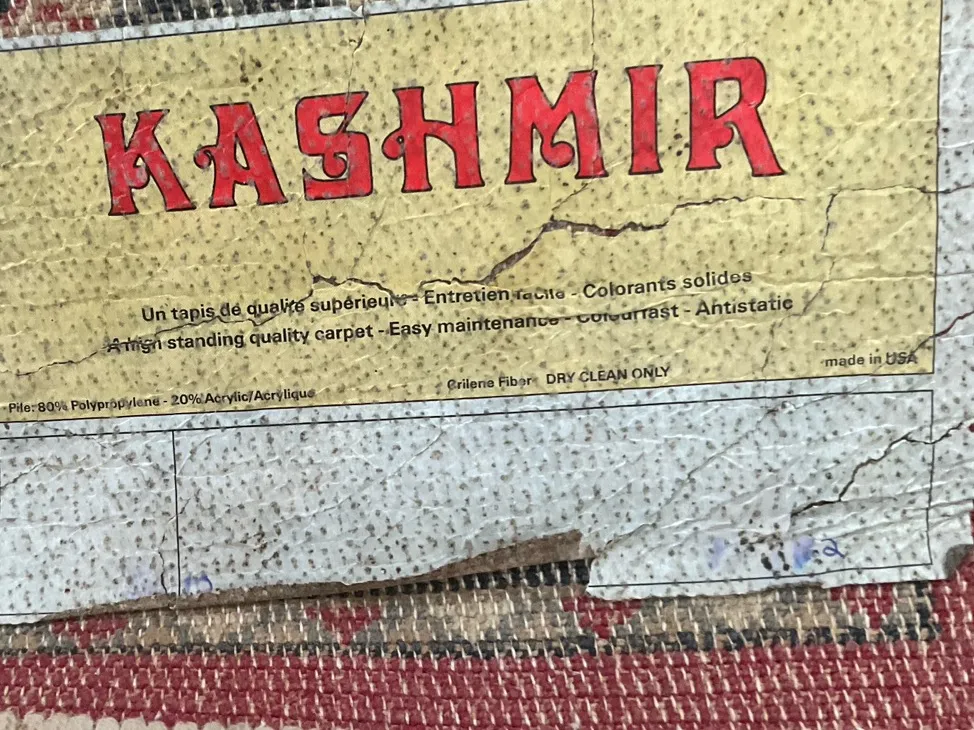 KASHMIR
Un tapis de qualité supérieure - Entretien facile - Colorants solides
A high standing quality carpet - Easy maintenance - Colourfast - Antistatic
made in USA
Crilene Fiber DRY CLEAN ONLY
Pile: 80% Polypropylene - 20% Acrylic/Acrylique
2